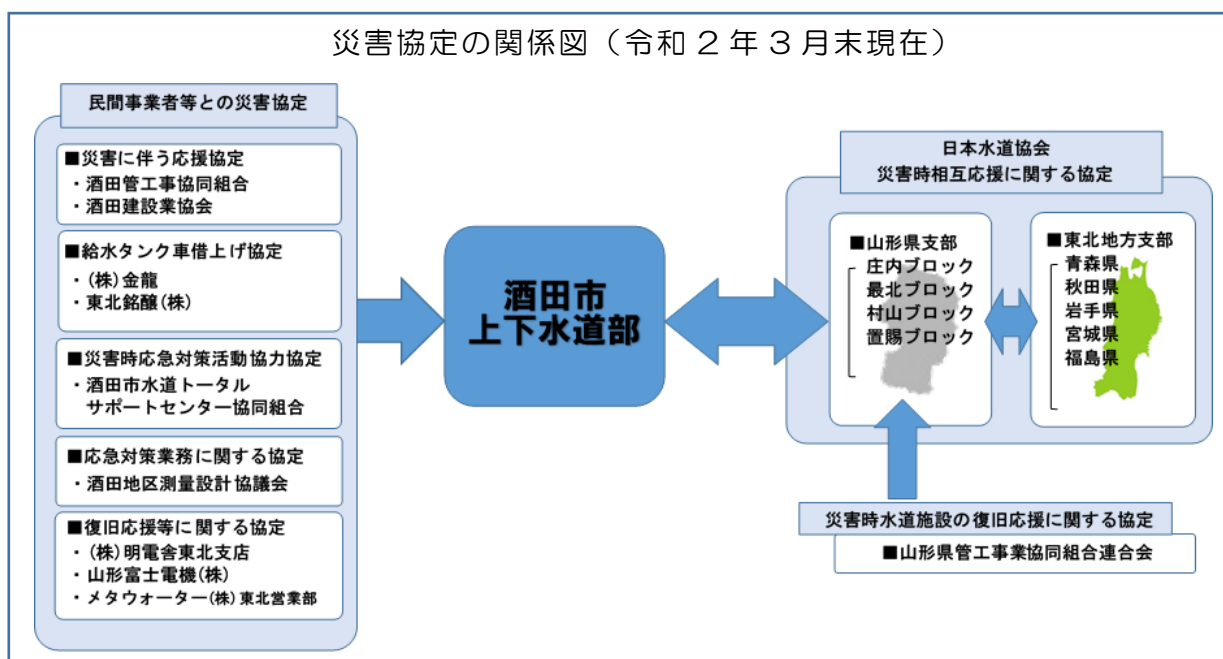 災害協定の関係図（令和２年３月末現在）
民間事業者等との災害協定
■災害に伴う応援協定
・酒田管工事協同組合
・酒田建設業協会
■給水タンク車借上げ協定
・(株)金龍
・東北銘醸(株)
■災害時応急対策活動協力協定
・酒田市水道トータル
サポートセンター協同組合
■応急対策業務に関する協定
・酒田地区測量設計協議会
■復旧応援等に関する協定
・(株)明電舎東北支店
・山形富士電機(株)
・メタウォーター(株)東北営業部
酒田市
上下水道部
日本水道協会
災害時相互応援に関する協定
■山形県支部
庄内ブロック
最北ブロック
村山ブロック
置賜ブロック
■東北地方支部
青森県
秋田県
岩手県
宮城県
福島県
災害時水道施設の復旧応援に関する協定
■山形県管工事業協同組合連合会